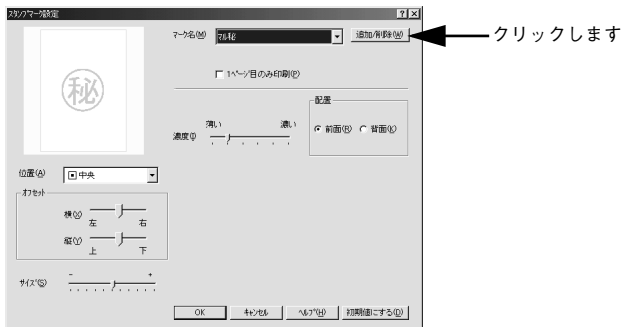 スタンプマーク設定
マーク名(M) マル秘 追加/削除(W) クリックします
1ページ目のみ印刷(P)
秘
配置
薄い 濃い
濃度(I)
前面(R) 背面(K)
位置(A) 中央
オフセット
横(X)
左 右
縦(Y)
上 下
サイズ(S) - +
OK キャンセル ヘルプ(H) 初期値にする(D)